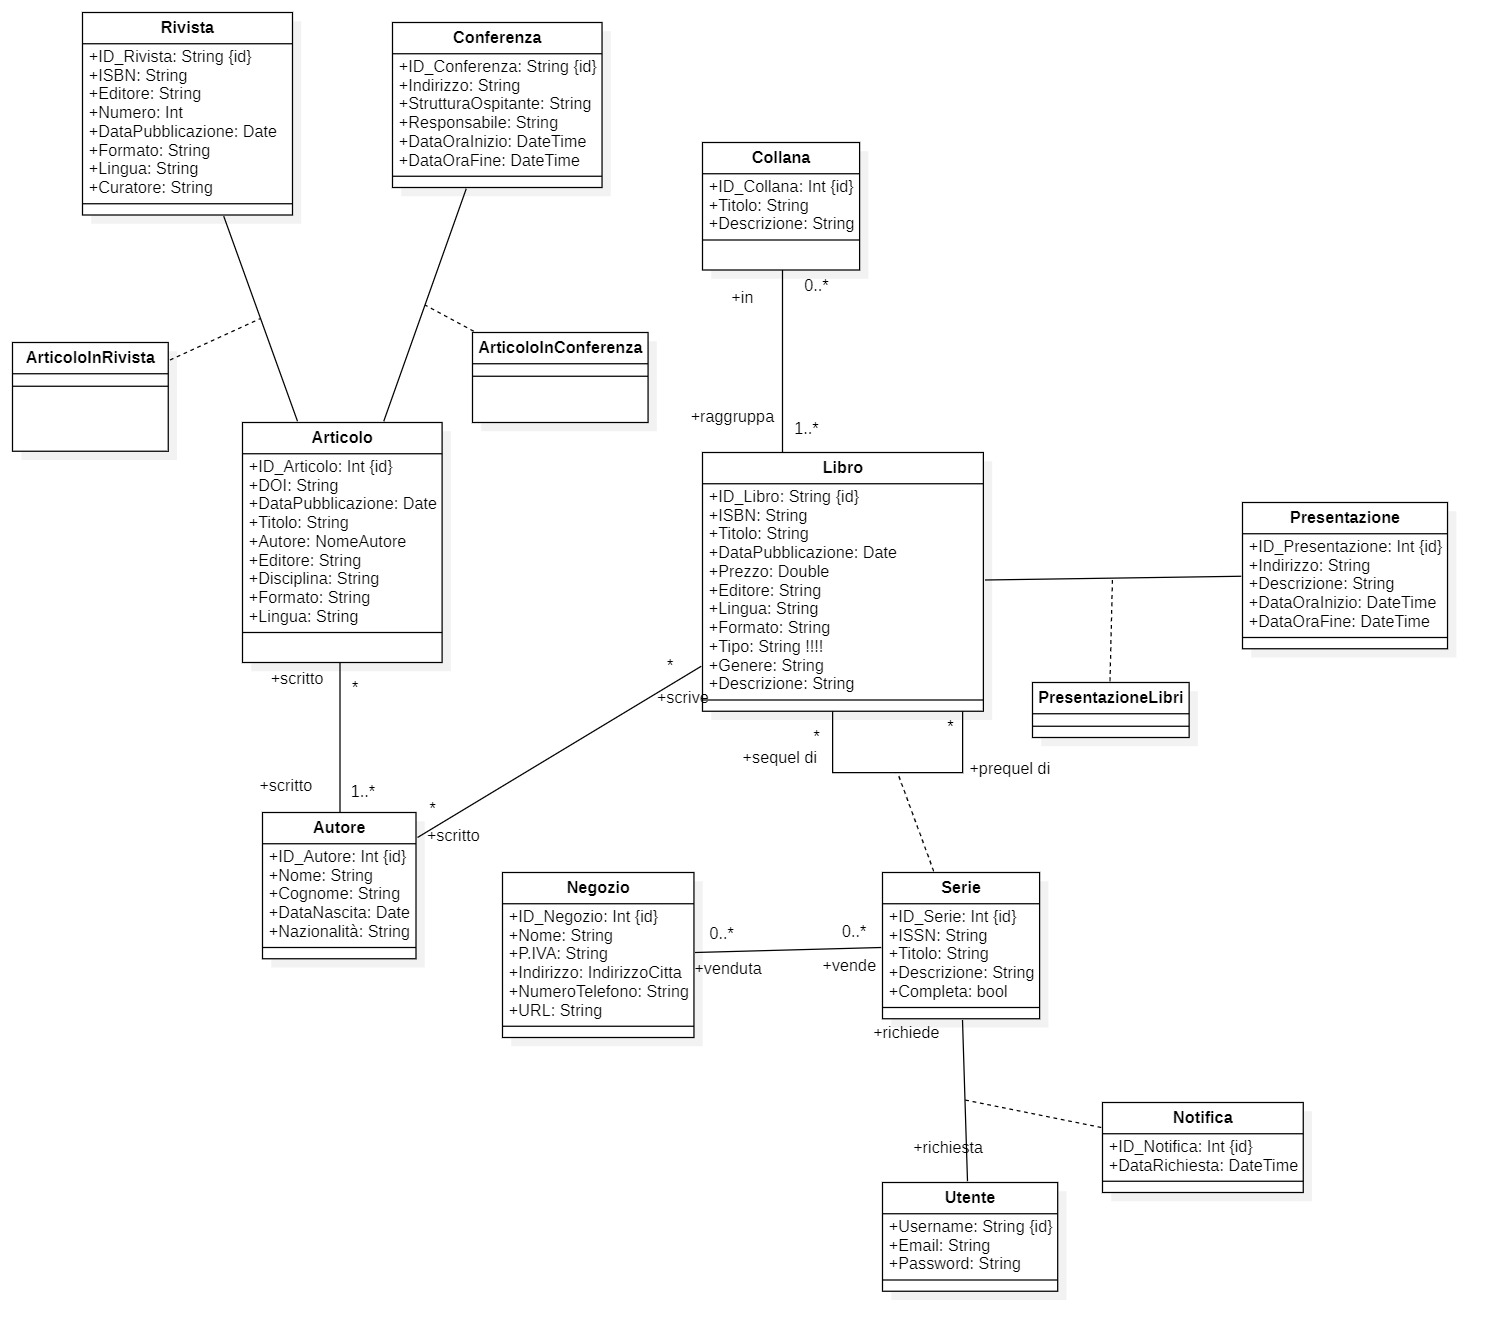 Rivista
+ID_Rivista: String {id}
+ISBN: String
+Editore: String
+Numero: Int
+DataPubblicazione: Date
+Formato: String
+Lingua: String
+Curatore: String
Conferenza
+ID_Conferenza: String {id}
+Indirizzo: String
+StrutturaOspitante: String
+Responsabile: String
+DataOraInizio: DateTime
+DataOraFine: DateTime
Collana
+ID_Collana: Int {id}
+Titolo: String
+Descrizione: String
+in
0..*
ArticoloInRivista
ArticoloInConferenza
+raggruppa
1..*
Articolo
+ID_Articolo: Int {id}
+DOI: String
+DataPubblicazione: Date
+Titolo: String
+Autore: NomeAutore
+Editore: String
+Disciplina: String
+Formato: String
+Lingua: String
Libro
+ID_Libro: String {id}
+ISBN: String
+Titolo: String
+DataPubblicazione: Date
+Prezzo: Double
+Editore: String
+Lingua: String
+Formato: String
+Tipo: String !!!!
+Genere: String
+Descrizione: String
Presentazione
+ID_Presentazione: Int {id}
+Indirizzo: String
+Descrizione: String
+DataOraInizio: DateTime
+DataOraFine: DateTime
PresentazioneLibri
+scritto
*
*
+scrive
*
+sequel di
*
+prequel di
+scritto
1..*
*
+scritto
Autore
+ID_Autore: Int {id}
+Nome: String
+Cognome: String
+DataNascita: Date
+Nazionalità: String
Negozio
+ID_Negozio: Int {id}
+Nome: String
+P.IVA: String
+Indirizzo: IndirizzoCitta
+NumeroTelefono: String
+URL: String
0..*
+venduta
0..*
+vende
Serie
+ID_Serie: Int {id}
+ISSN: String
+Titolo: String
+Descrizione: String
+Completa: bool
+richiede
+richiesta
Notifica
+ID_Notifica: Int {id}
+DataRichiesta: DateTime
Utente
+Username: String {id}
+Email: String
+Password: String